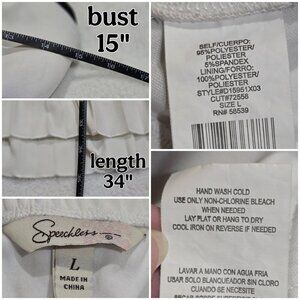 bust
15"
length
34"
SELF/CUERPO:
95%POLYESTER/
POLIESTER
5%SPANDEX
LINING/FORRO:
100%POLYESTER/
POLIESTER
STYLE#D15951X03
CUT#72558
SIZE L
RN# 58539
Speechless
L
MADE IN
CHINA
HAND WASH COLD
USE ONLY NON-CHLORINE BLEACH
WHEN NEEDED
LAY FLAT OR HANG TO DRY
COOL IRON ON REVERSE IF NEEDED
LAVAR A MANO CON AGUA FRIA
USAR SOLO BLANQUEADOR SIN CLORO
CUANDO SE NECESITE